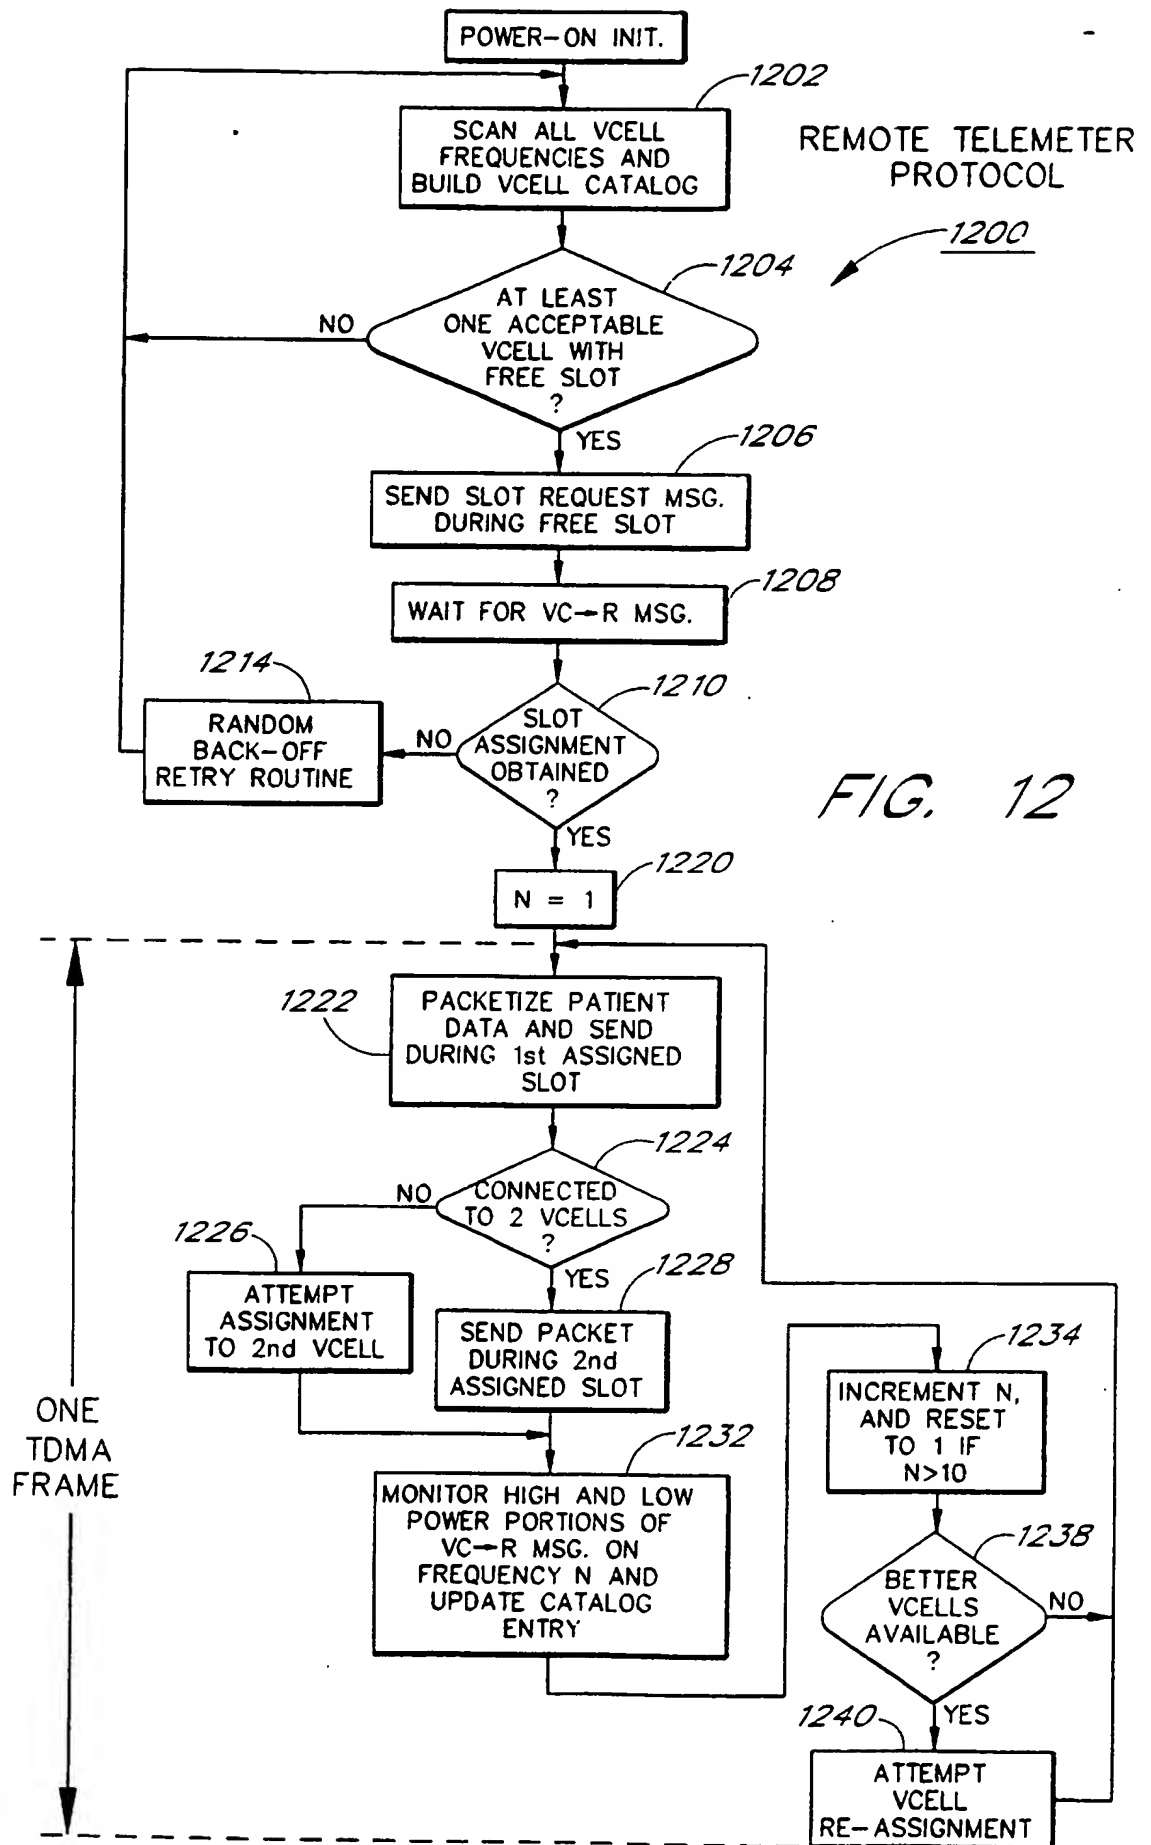 POWER-ON INIT.
1202
SCAN ALL VCELL
FREQUENCIES AND
BUILD VCELL CATALOG
REMOTE TELEMETER
PROTOCOL
1200
1204
AT LEAST
ONE ACCEPTABLE
VCELL WITH
FREE SLOT
?
NO
YES
1206
SEND SLOT REQUEST MSG.
DURING FREE SLOT
1208
WAIT FOR VC→R MSG.
1214
RANDOM
BACK-OFF
RETRY ROUTINE
1210
SLOT
ASSIGNMENT
OBTAINED
?
NO
YES
FIG. 12
1220
N = 1
1222
PACKETIZE PATIENT
DATA AND SEND
DURING 1st ASSIGNED
SLOT
1224
CONNECTED
TO 2 VCELLS
?
NO
YES
1226
ATTEMPT
ASSIGNMENT
TO 2nd VCELL
1228
SEND PACKET
DURING 2nd
ASSIGNED SLOT
ONE
TDMA
FRAME
1232
MONITOR HIGH AND LOW
POWER PORTIONS OF
VC→R MSG. ON
FREQUENCY N AND
UPDATE CATALOG
ENTRY
1234
INCREMENT N,
AND RESET
TO 1 IF
N>10
1238
BETTER
VCELLS
AVAILABLE
?
NO
YES
1240
ATTEMPT
VCELL
RE-ASSIGNMENT